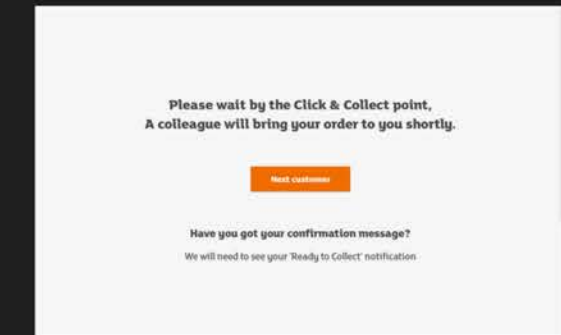 Please wait by the Click & Collect point,
A colleague will bring your order to you shortly.
Next customer
Have you got your confirmation message?
We will need to see your 'Ready to Collect' notification